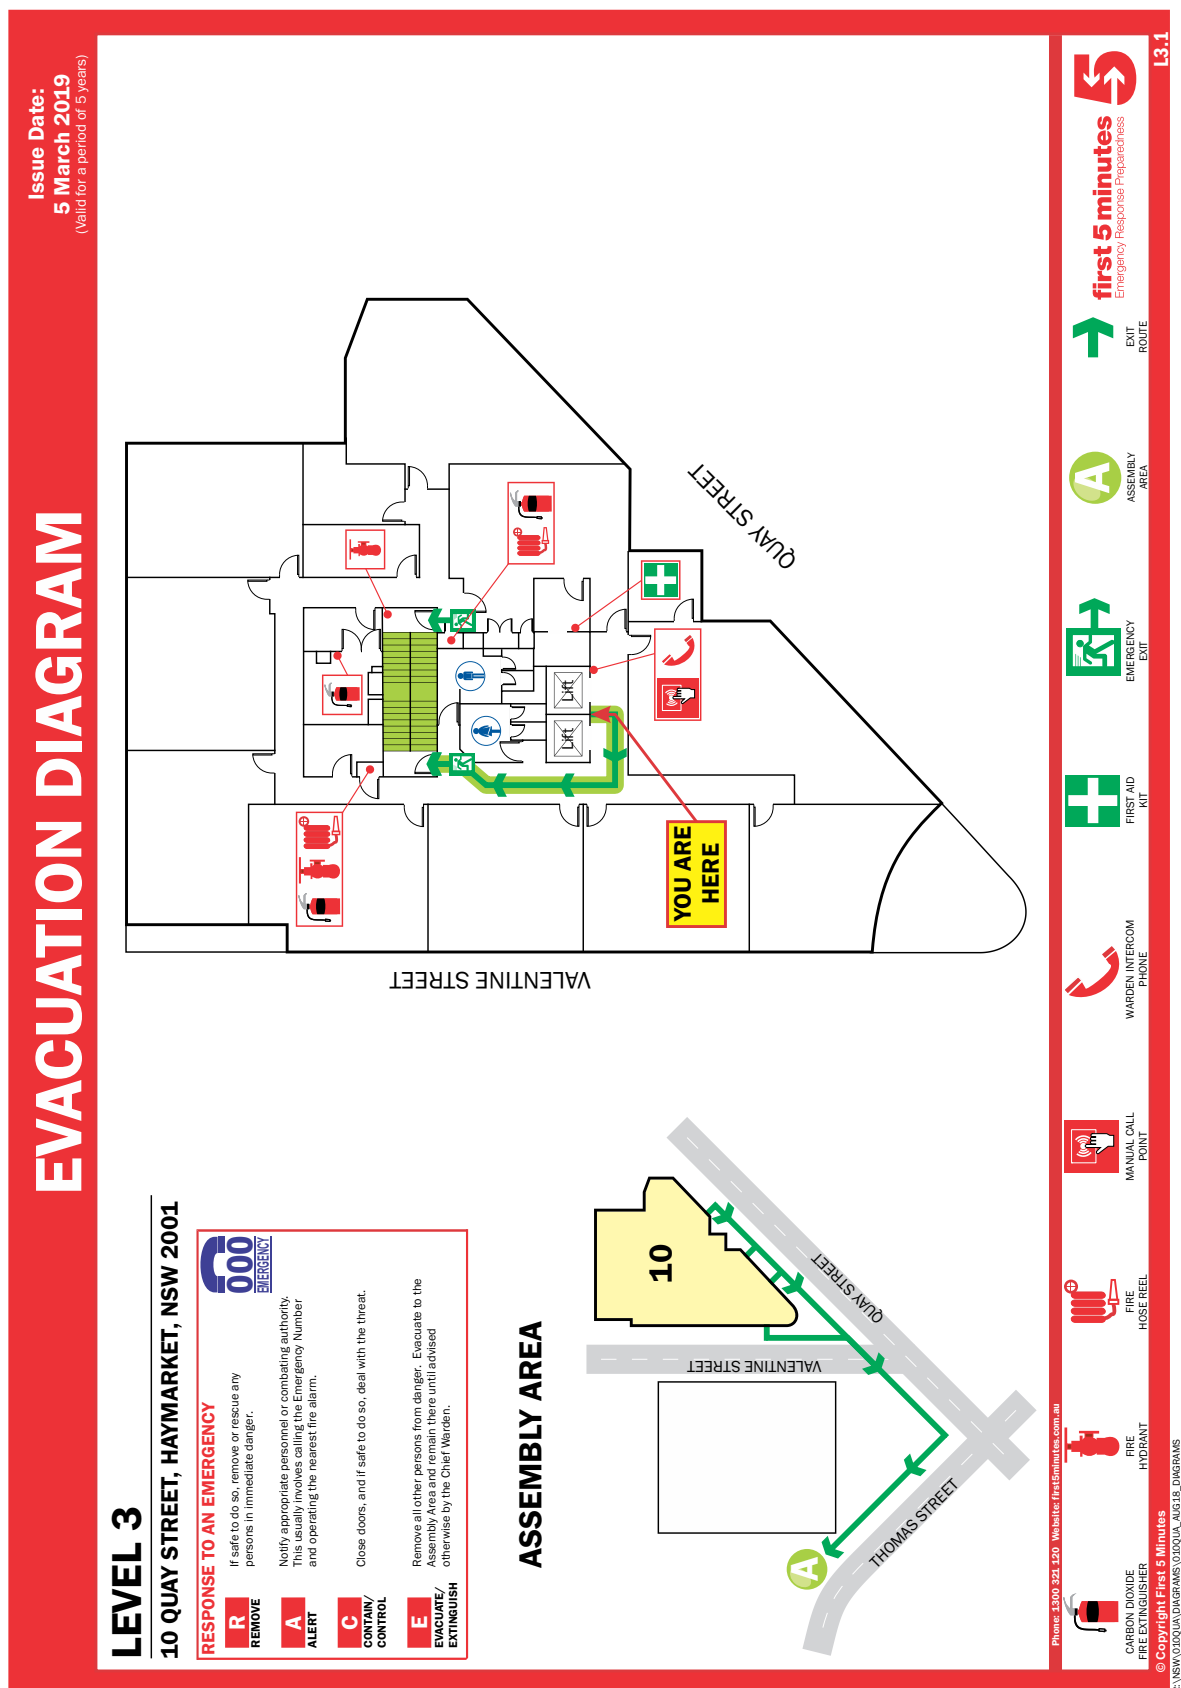 EVACUATION DIAGRAM
Issue Date:
5 March 2019
(Valid for a period of 5 years)
LEVEL 3
10 QUAY STREET, HAYMARKET, NSW 2001
RESPONSE TO AN EMERGENCY
000
EMERGENCY
R
REMOVE
If safe to do so, remove or rescue any
persons in immediate danger.
A
ALERT
Notify appropriate personnel or combating authority.
This usually involves calling the Emergency Number
and operating the nearest fire alarm.
C
CONTAIN/
CONTROL
Close doors, and if safe to do so, deal with the threat.
E
EVACUATE/
EXTINGUISH
Remove all other persons from danger. Evacuate to the
Assembly Area and remain there until advised
otherwise by the Chief Warden.
ASSEMBLY AREA
10
VALENTINE STREET
QUAY STREET
THOMAS STREET
A
VALENTINE STREET
QUAY STREET
Lift
Lift
YOU ARE
HERE
Phone: 1300 321 120 Website: first5minutes.com.au
CARBON DIOXIDE
FIRE EXTINGUISHER
FIRE
HYDRANT
FIRE
HOSE REEL
MANUAL CALL
POINT
WARDEN INTERCOM
PHONE
FIRST AID
KIT
EMERGENCY
EXIT
A
ASSEMBLY
AREA
EXIT
ROUTE
first 5 minutes
Emergency Response Preparedness
5
© Copyright First 5 Minutes
L3.1
:\NSW\010QUA\DIAGRAMS\010QUA_AUG18_DIAGRAMS